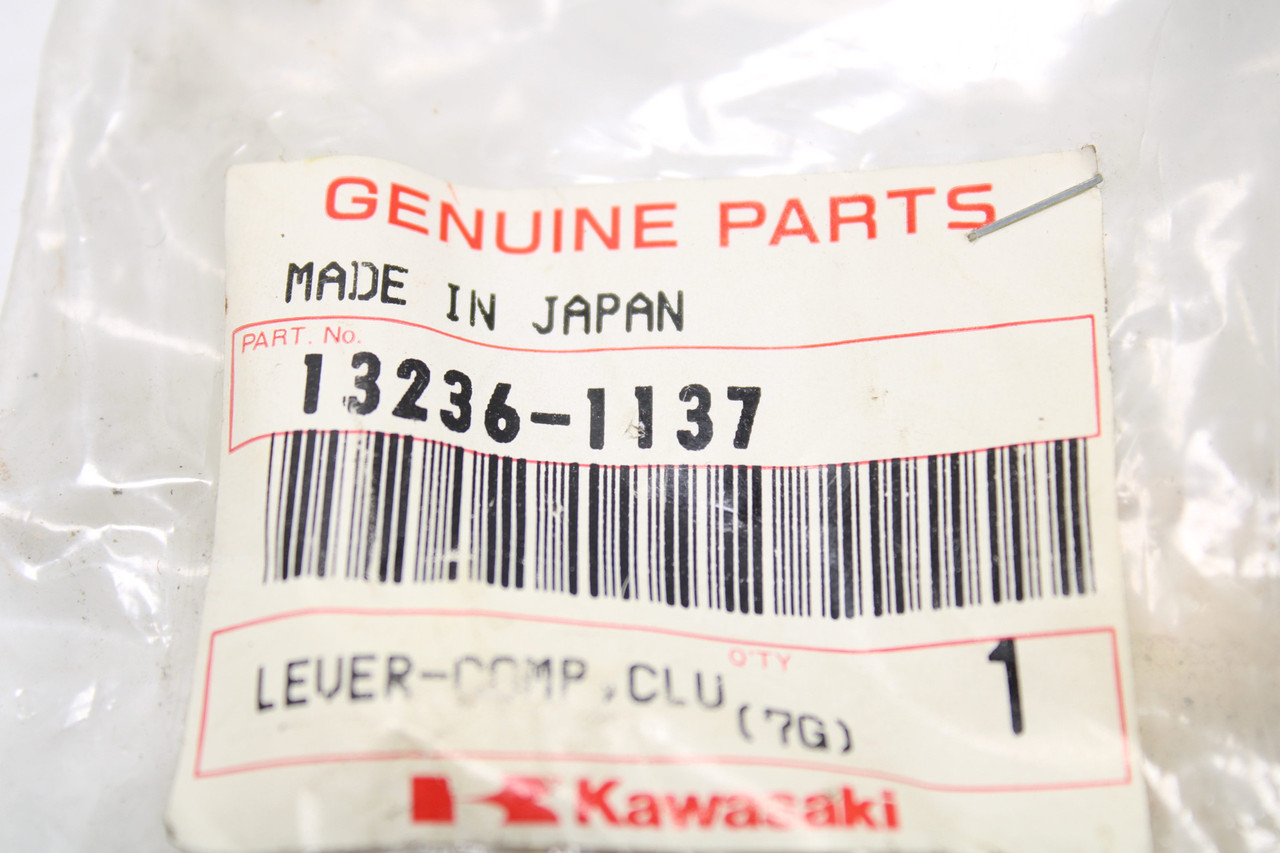 GENUINE PARTS
MADE IN JAPAN
PART. No.
13236-1137
Q'TY
LEVER-COMP,CLU
(7G)
1
Kawasaki